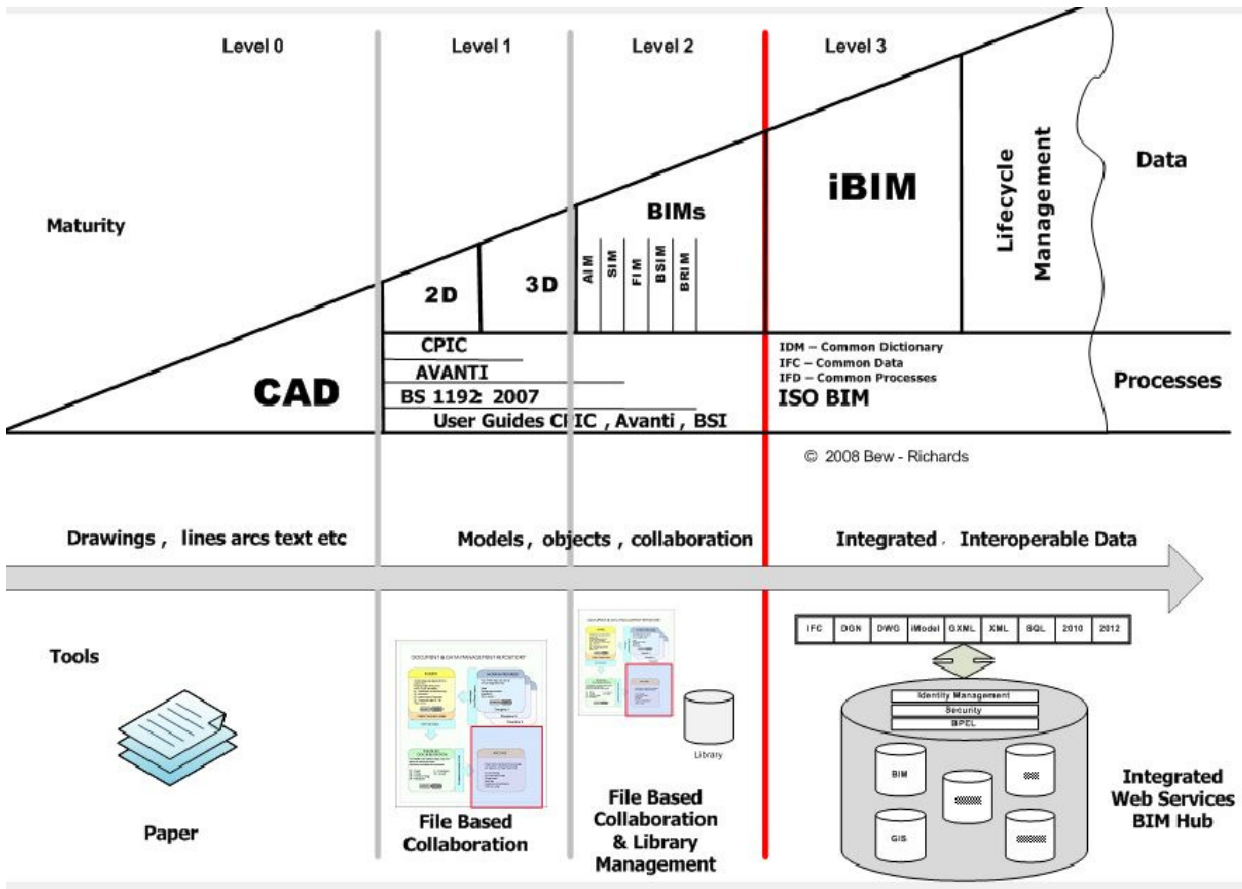 Level 0
Level 1
Level 2
Level 3
Maturity
CAD
2D
3D
BIMs
AIM
SIM
FIM
BSIM
BRIM
iBIM
Lifecycle
Management
Data
CPIC
AVANTI
BS 1192: 2007
User Guides CPIC , Avanti , BSI
IDM – Common Dictionary
IFC – Common Data
IFD – Common Processes
ISO BIM
Processes
© 2008 Bew - Richards
Drawings , lines arcs text etc
Models , objects , collaboration
Integrated , Interoperable Data
Tools
Paper
DOCUMENT & DATA MANAGEMENT REPOSITORY
File Based
Collaboration
Library
File Based
Collaboration
& Library
Management
IFC
DGN
DWG
iModel
GXML
XML
SQL
2010
2012
Identity Management
Security
BIPEL
BIM
GIS
Integrated
Web Services
BIM Hub